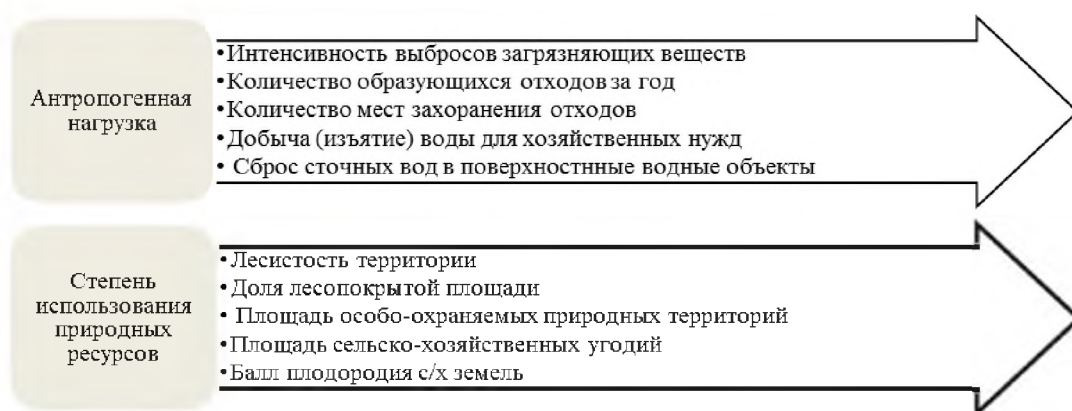 Антропогенная
нагрузка
•Интенсивность выбросов загрязняющих веществ
•Количество образующихся отходов за год
•Количество мест захоранения отходов
•Добыча (изъятие) воды для хозяйственных нужд
• Сброс сточных вод в поверхностнные водные объекты
Степень
использования
природных
ресурсов
•Лесистость территории
•Доля лесопокрытой площади
• Площадь особо-охраняемых природных территорий
•Площадь сельско-хозяйственных угодий
•Балл плодородия с/х земель